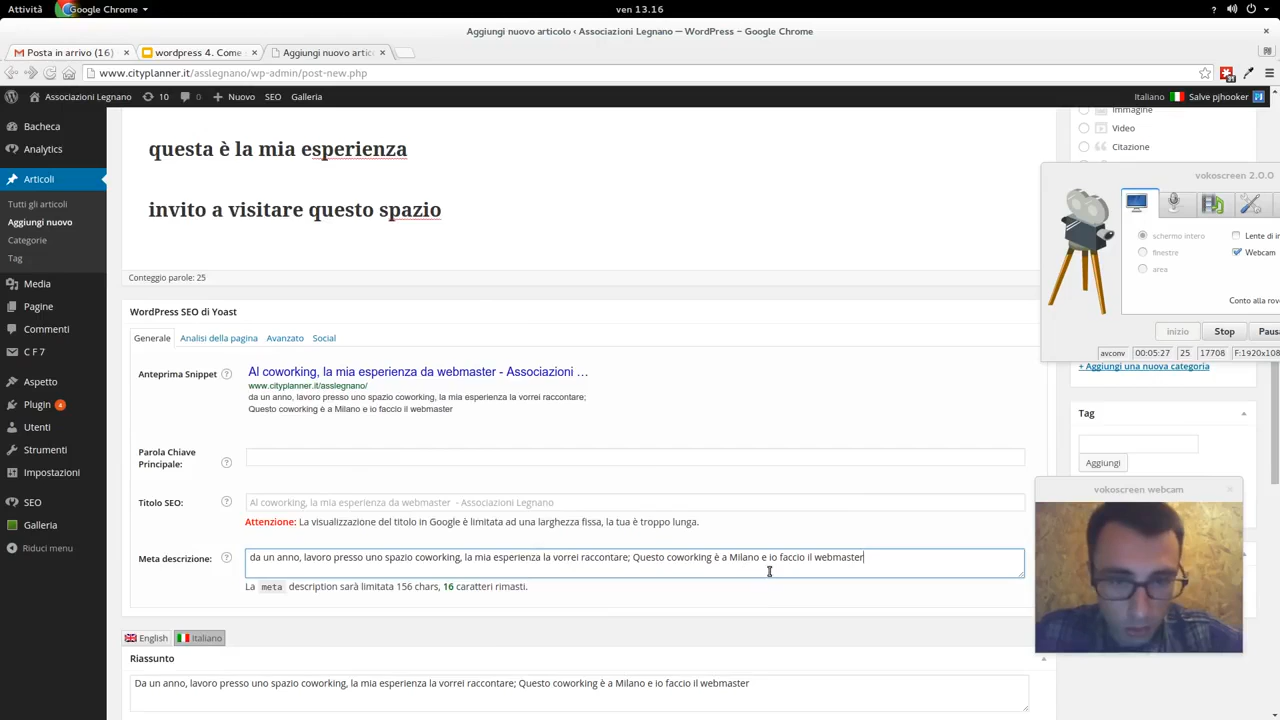 Attività Google Chrome ven 13.16
Aggiungi nuovo articolo ‹ Associazioni Legnano — WordPress – Google Chrome
Posta in arrivo (16) wordpress 4. Come Aggiungi nuovo artic
www.cityplanner.it/asslegnano/wp-admin/post-new.php
Associazioni Legnano 10 0 Nuovo SEO Galleria Italiano Salve pjhooker
Bacheca
Analytics
Articoli
Tutti gli articoli
Aggiungi nuovo
Categorie
Tag
Media
Pagine
Commenti
C F 7
Aspetto
Plugin 4
Utenti
Strumenti
Impostazioni
SEO
Galleria
Riduci menu
questa è la mia esperienza
invito a visitare questo spazio
Conteggio parole: 25
WordPress SEO di Yoast
Generale Analisi della pagina Avanzato Social
Anteprima Snippet
Al coworking, la mia esperienza da webmaster - Associazioni ...
www.cityplanner.it/asslegnano/
da un anno, lavoro presso uno spazio coworking, la mia esperienza la vorrei raccontare;
Questo coworking è a Milano e io faccio il webmaster
Parola Chiave
Principale:
Titolo SEO:
Al coworking, la mia esperienza da webmaster - Associazioni Legnano
Attenzione: La visualizzazione del titolo in Google è limitata ad una larghezza fissa, la tua è troppo lunga.
Meta descrizione:
da un anno, lavoro presso uno spazio coworking, la mia esperienza la vorrei raccontare; Questo coworking è a Milano e io faccio il webmaster
La meta description sarà limitata 156 chars, 16 caratteri rimasti.
English Italiano
Riassunto
Da un anno, lavoro presso uno spazio coworking, la mia esperienza la vorrei raccontare; Questo coworking è a Milano e io faccio il webmaster
Immagine
Video
Citazione
vokoscreen 2.0.0
schermo intero Lente di in
finestre Webcam
area
Conto alla rov
inizio Stop Paus
avconv 00:05:27 25 17708 F:1920x108
+ Aggiungi una nuova categoria
Tag
Aggiungi
vokoscreen webcam